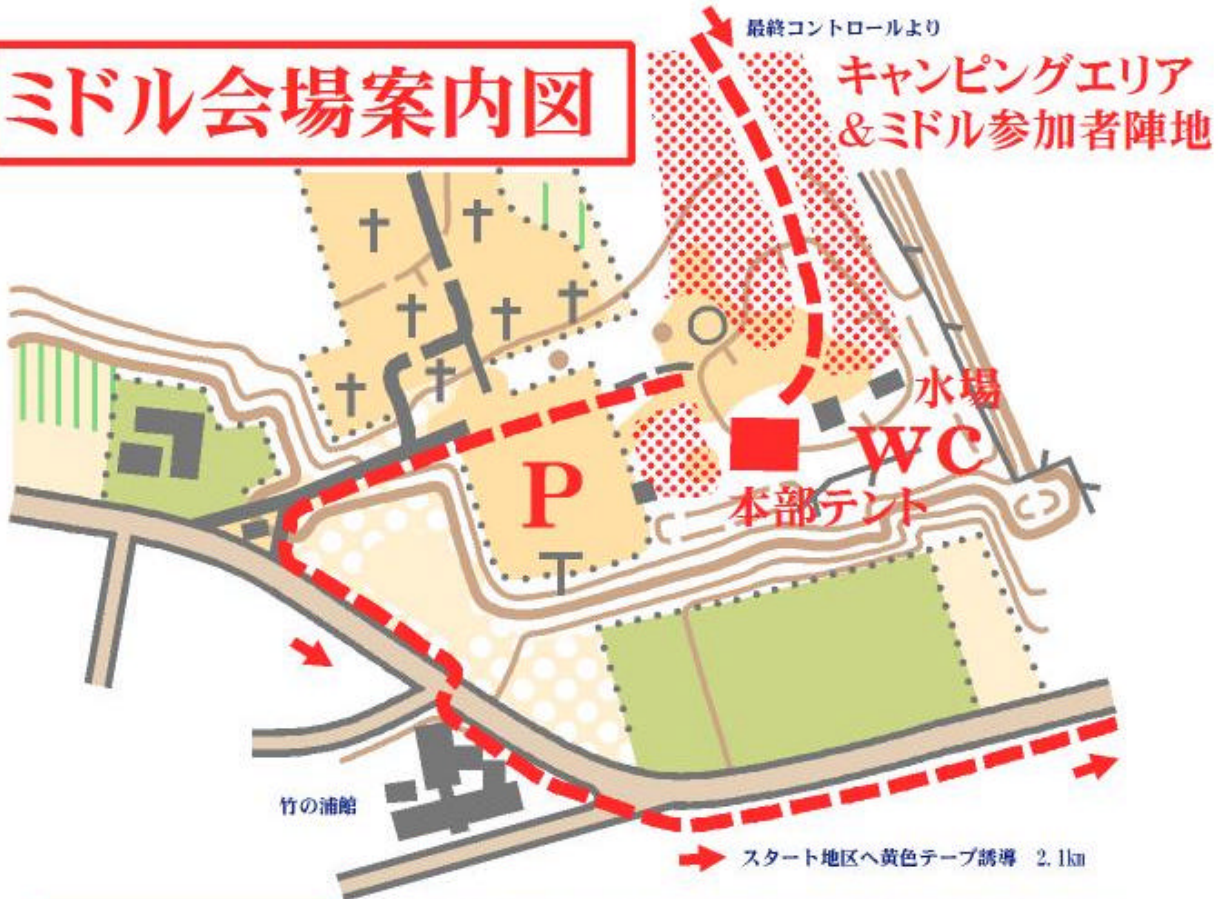 最終コントロールより
ミドル会場案内図
キャンピングエリア
&ミドル参加者陣地
水場
WC
P
本部テント
竹の浦館
スタート地区へ黄色テープ誘導 2.1km